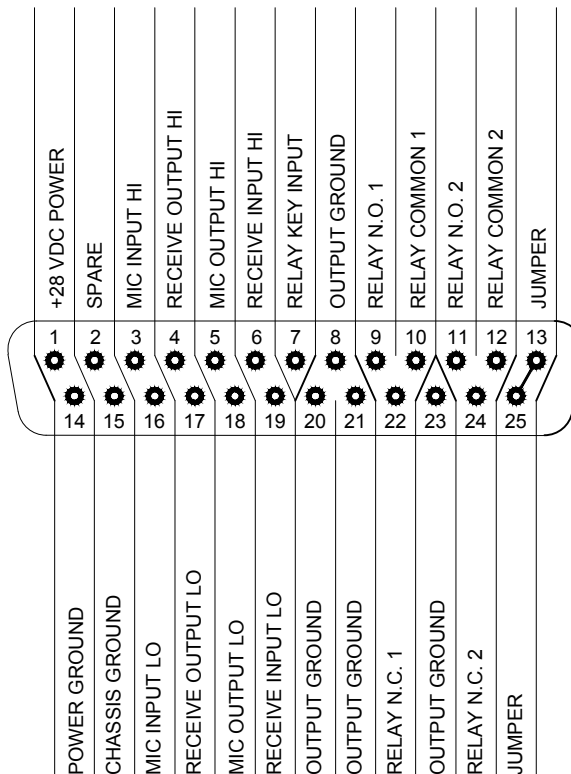 +28 VDC POWER
SPARE
MIC INPUT HI
RECEIVE OUTPUT HI
MIC OUTPUT HI
RECEIVE INPUT HI
RELAY KEY INPUT
OUTPUT GROUND
RELAY N.O. 1
RELAY COMMON 1
RELAY N.O. 2
RELAY COMMON 2
JUMPER
1 2 3 4 5 6 7 8 9 10 11 12 13
14 15 16 17 18 19 20 21 22 23 24 25
POWER GROUND
CHASSIS GROUND
MIC INPUT LO
RECEIVE OUTPUT LO
MIC OUTPUT LO
RECEIVE INPUT LO
OUTPUT GROUND
OUTPUT GROUND
RELAY N.C. 1
OUTPUT GROUND
RELAY N.C. 2
JUMPER